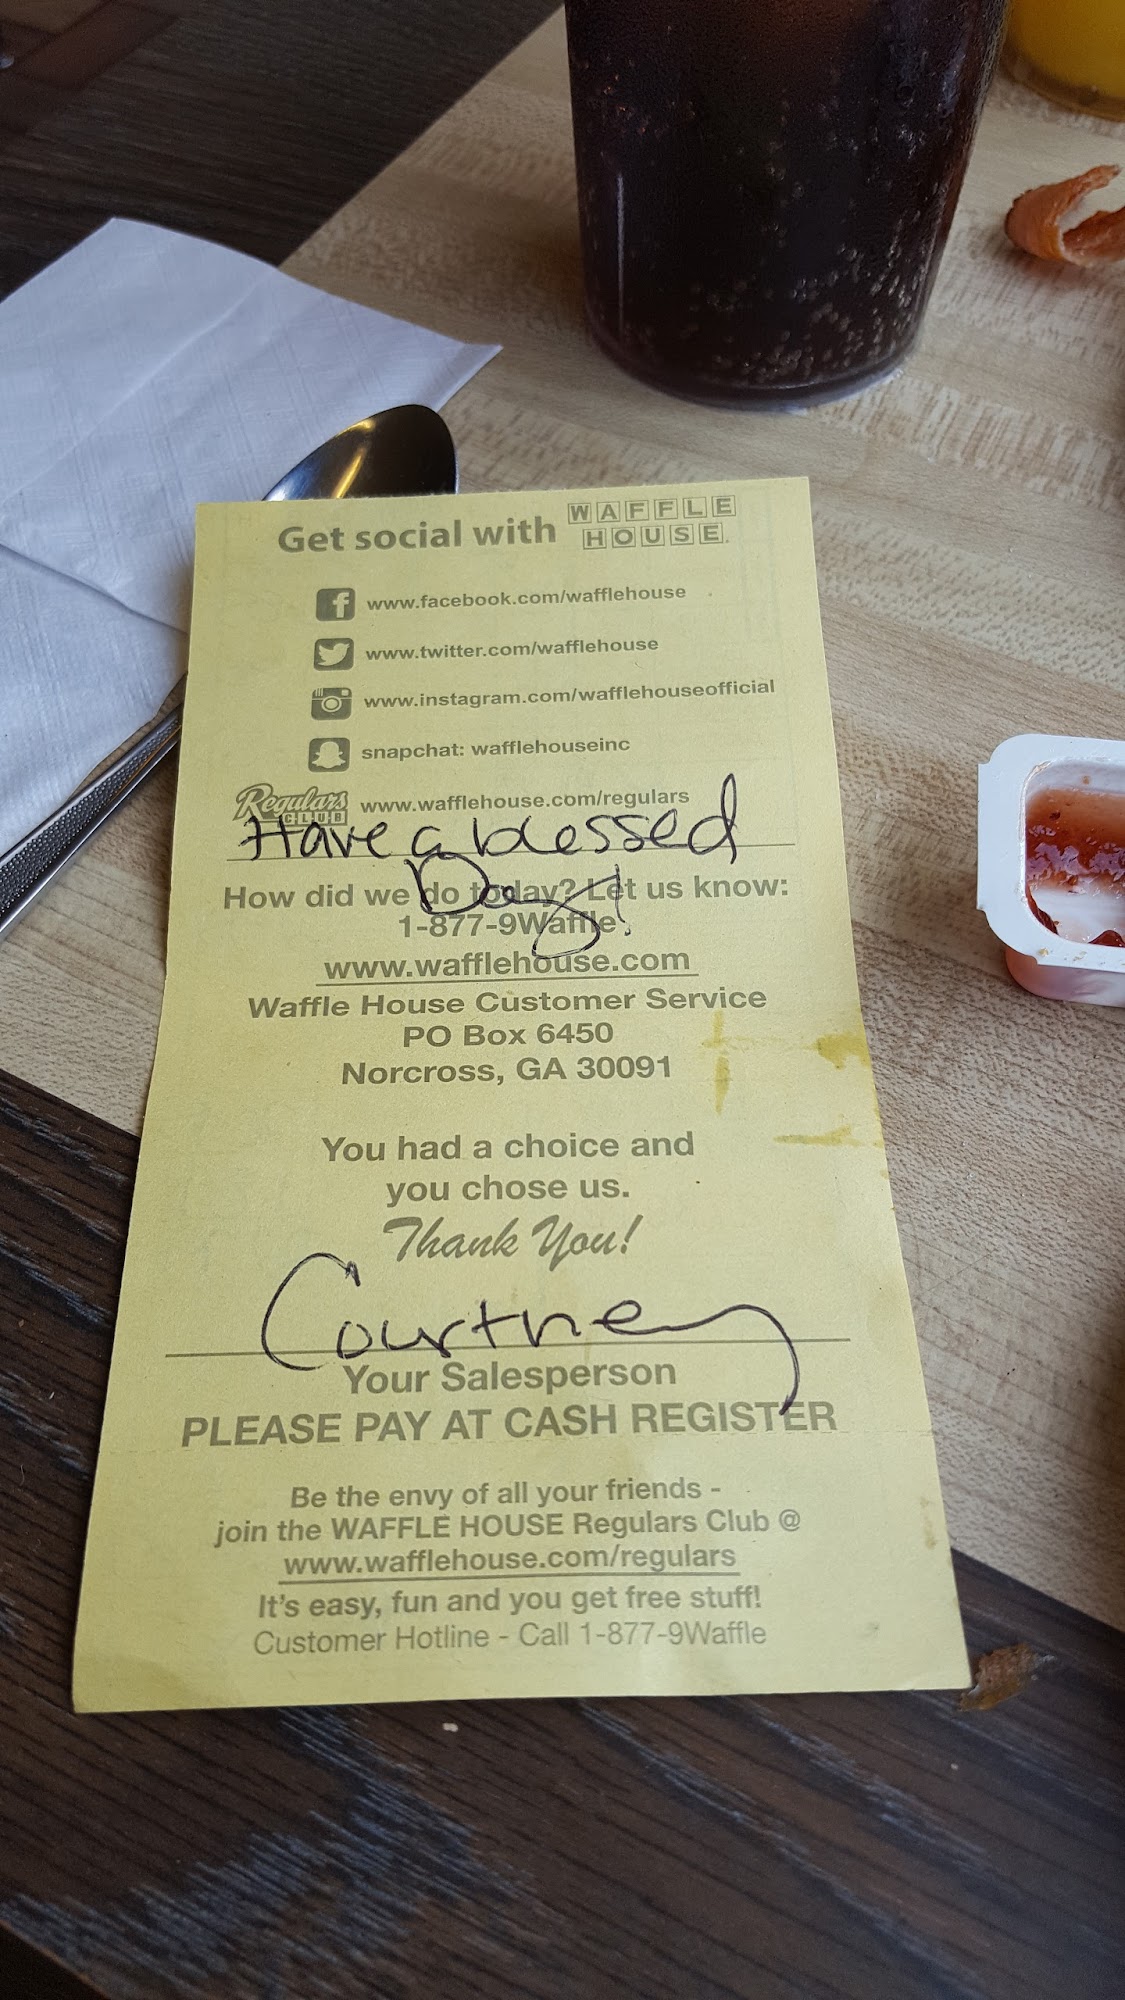 Get social with WAFFLE HOUSE.
www.facebook.com/wafflehouse
www.twitter.com/wafflehouse
www.instagram.com/wafflehouseofficial
snapchat: wafflehouseinc
Regulars CLUB www.wafflehouse.com/regulars
Have a blessed
Day!
How did we do today? Let us know:
1-877-9Waffle
www.wafflehouse.com
Waffle House Customer Service
PO Box 6450
Norcross, GA 30091
You had a choice and
you chose us.
Thank You!
Courtney
Your Salesperson
PLEASE PAY AT CASH REGISTER
Be the envy of all your friends -
join the WAFFLE HOUSE Regulars Club @
www.wafflehouse.com/regulars
It's easy, fun and you get free stuff!
Customer Hotline - Call 1-877-9Waffle